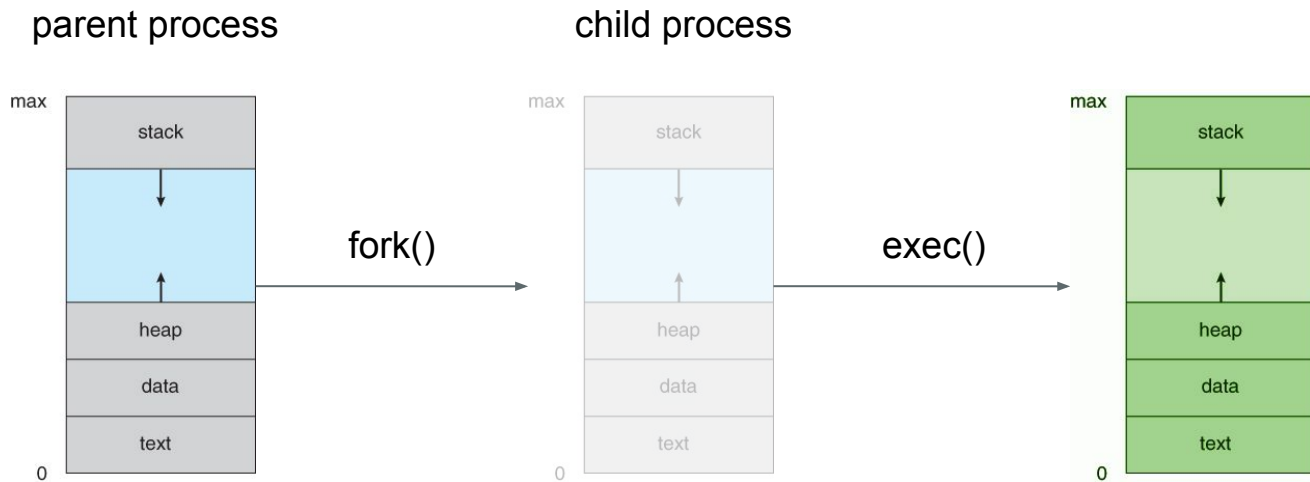 parent process
child process
max
stack
heap
data
text
0
fork()
max
stack
heap
data
text
0
exec()
max
stack
heap
data
text
0